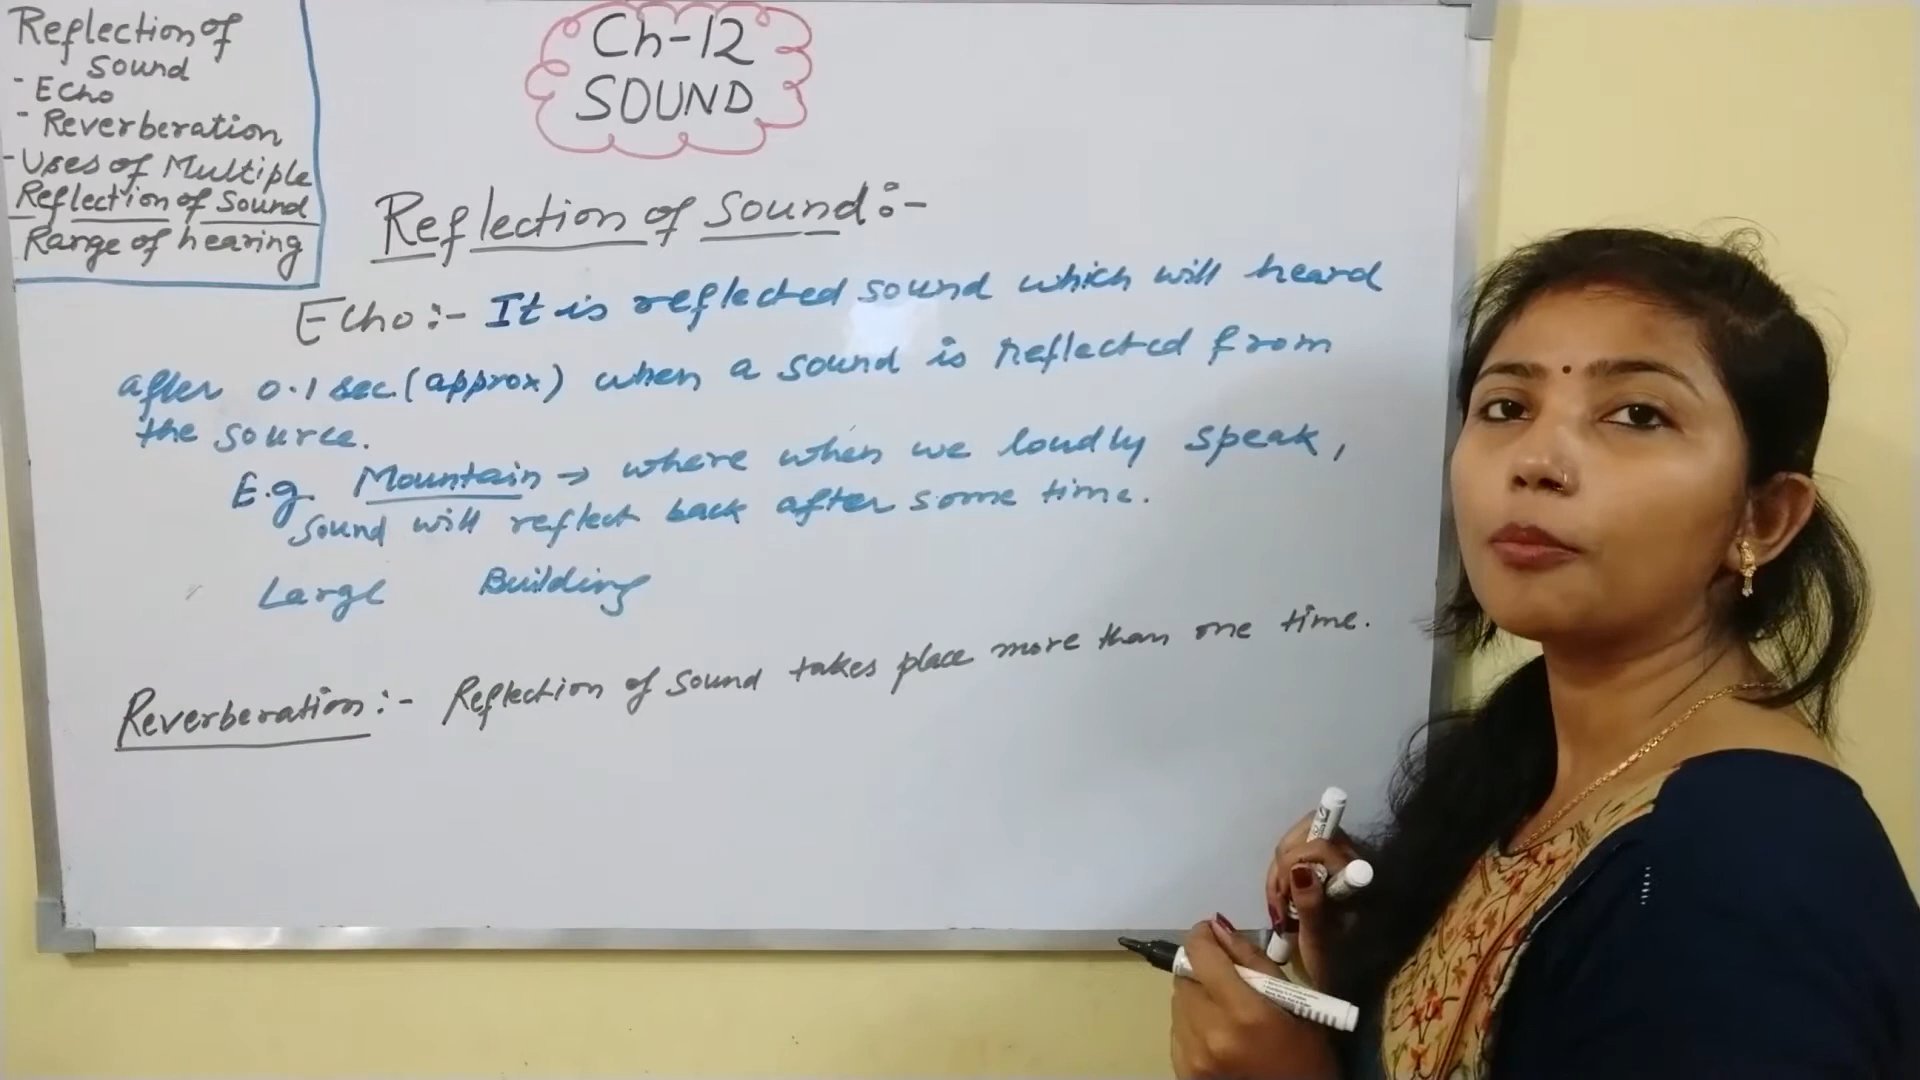 Reflection of
Sound
- Echo
- Reverberation
- Uses of Multiple
Reflection of Sound
Range of hearing
Ch-12
SOUND
Reflection of Sound:-
Echo:- It is reflected sound which will heard
after 0.1 sec.(approx) when a sound is reflected from
the source.
E.g. Mountain → where when we loudly speak,
sound will reflect back after some time.
Large Building
Reverberation:- Reflection of sound takes place more than one time.